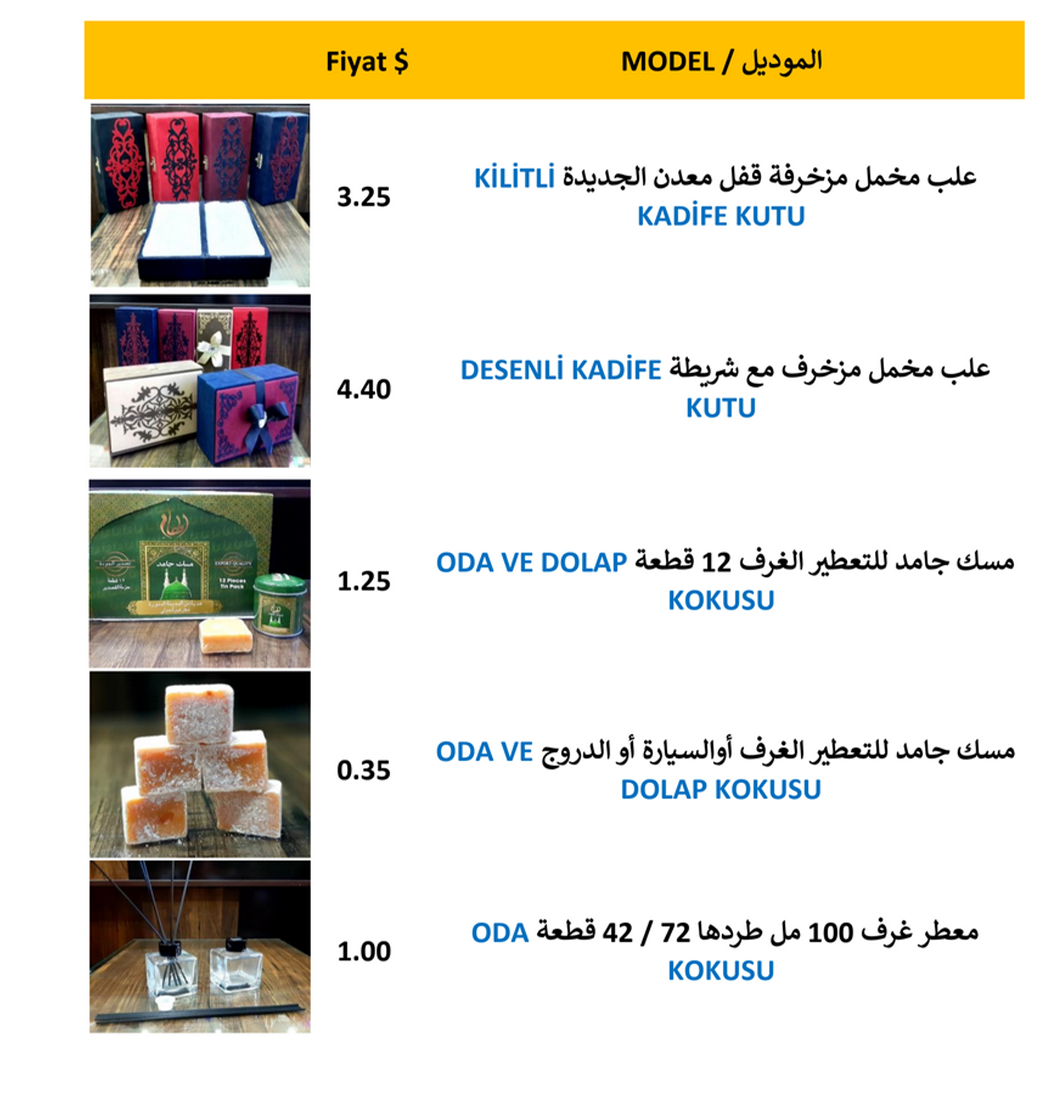 Fiyat $ الموديل / MODEL
3.25
علب مخمل مزخرفة قفل معدن الجديدة KİLİTLİ
KADİFE KUTU
4.40
علب مخمل مزخرف مع شريطة DESENLİ KADİFE
KUTU
مسك جامد
EXPORT QUALITY
12 Pieces
Tin Pack
1.25
مسك جامد للتعطير الغرف 12 قطعة ODA VE DOLAP
KOKUSU
0.35
مسك جامد للتعطير الغرف أوالسيارة أو الدروج ODA VE
DOLAP KOKUSU
1.00
معطر غرف 100 مل طردها 72 / 42 قطعة ODA
KOKUSU